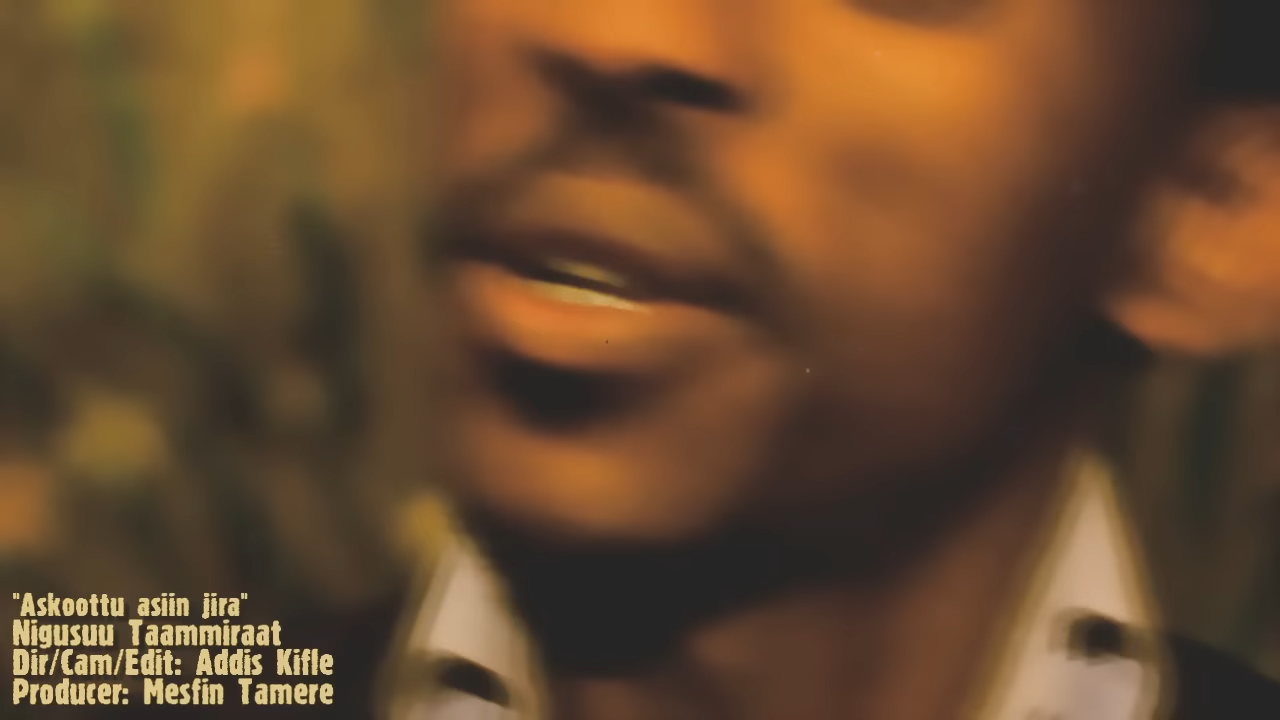 "Askoottu asiin jira"
Nigusuu Taammiraat
Dir/Cam/Edit: Addis Kifle
Producer: Mesfin Tamere